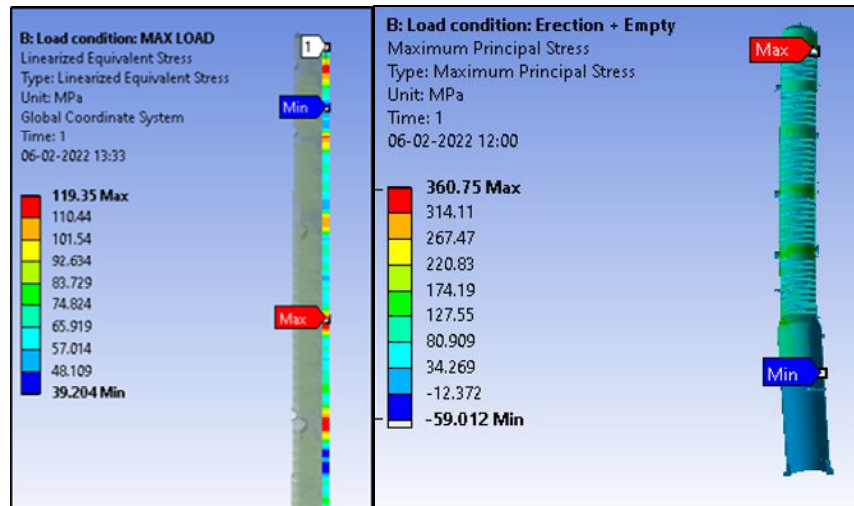 B: Load condition: MAX LOAD
Linearized Equivalent Stress
Type: Linearized Equivalent Stress
Unit: MPa
Global Coordinate System
Time: 1
06-02-2022 13:33
119.35 Max
110.44
101.54
92.634
83.729
74.824
65.919
57.014
48.109
39.204 Min
1
Min
Max
B: Load condition: Erection + Empty
Maximum Principal Stress
Type: Maximum Principal Stress
Unit: MPa
Time: 1
06-02-2022 12:00
360.75 Max
314.11
267.47
220.83
174.19
127.55
80.909
34.269
-12.372
-59.012 Min
Max
Min